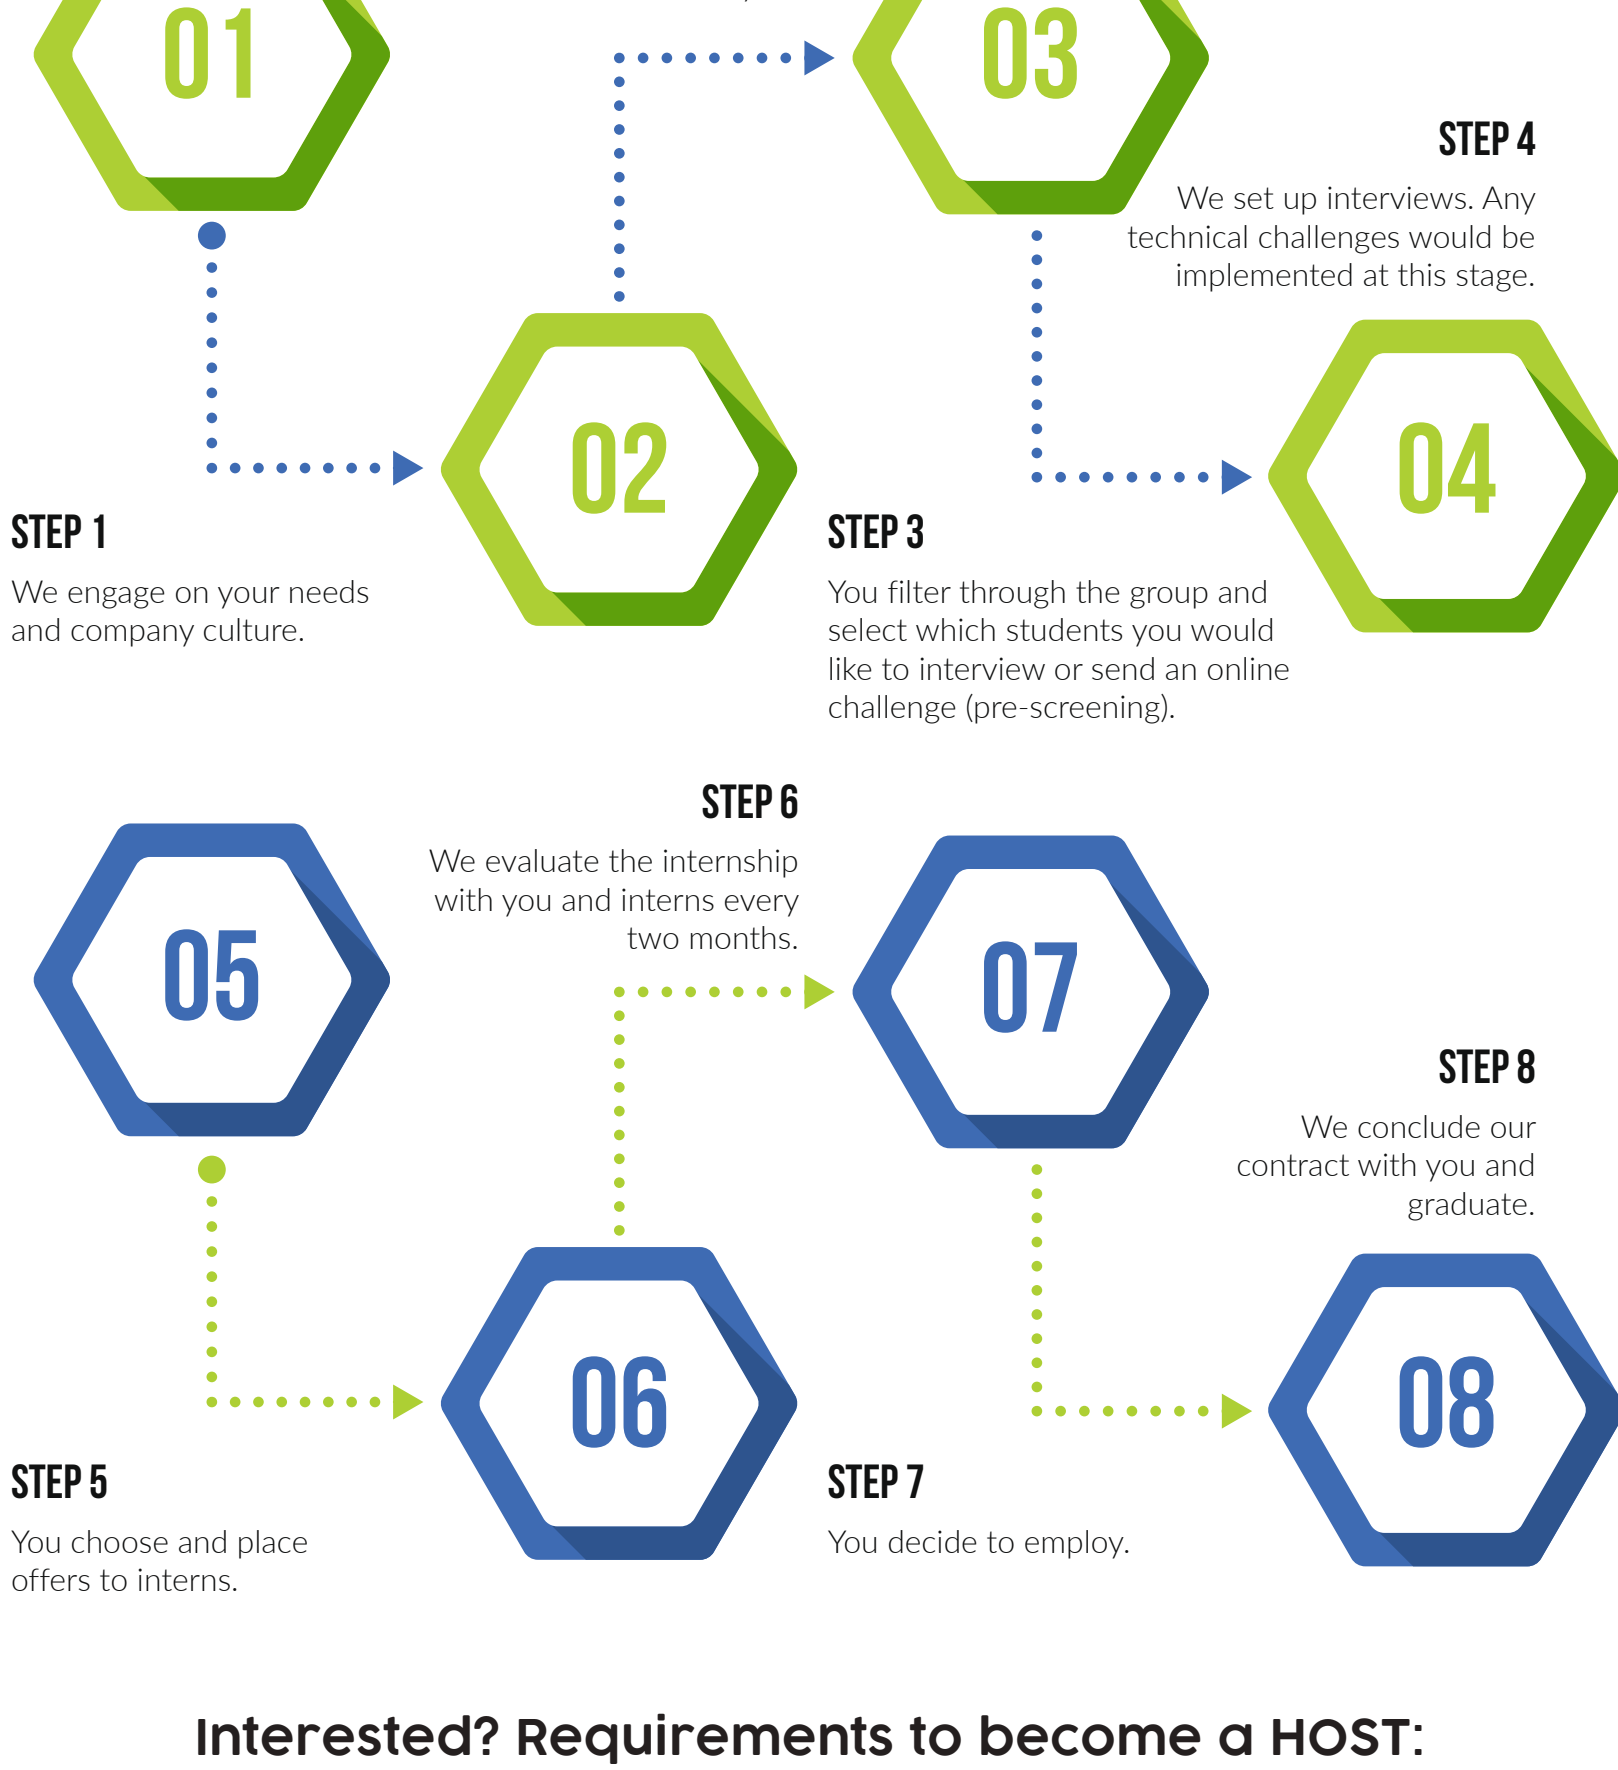 01
03
STEP 4
We set up interviews. Any
technical challenges would be
implemented at this stage.
02
04
STEP 1
We engage on your needs
and company culture.
STEP 3
You filter through the group and
select which students you would
like to interview or send an online
challenge (pre-screening).
STEP 6
We evaluate the internship
with you and interns every
two months.
05
07
STEP 8
We conclude our
contract with you and
graduate.
06
08
STEP 5
You choose and place
offers to interns.
STEP 7
You decide to employ.
Interested? Requirements to become a HOST: